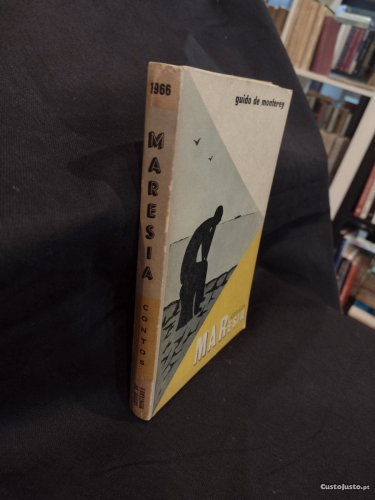 1966
MARESIA
CONTOS
guido de monterey
MARESIA
CustoJusto.pt